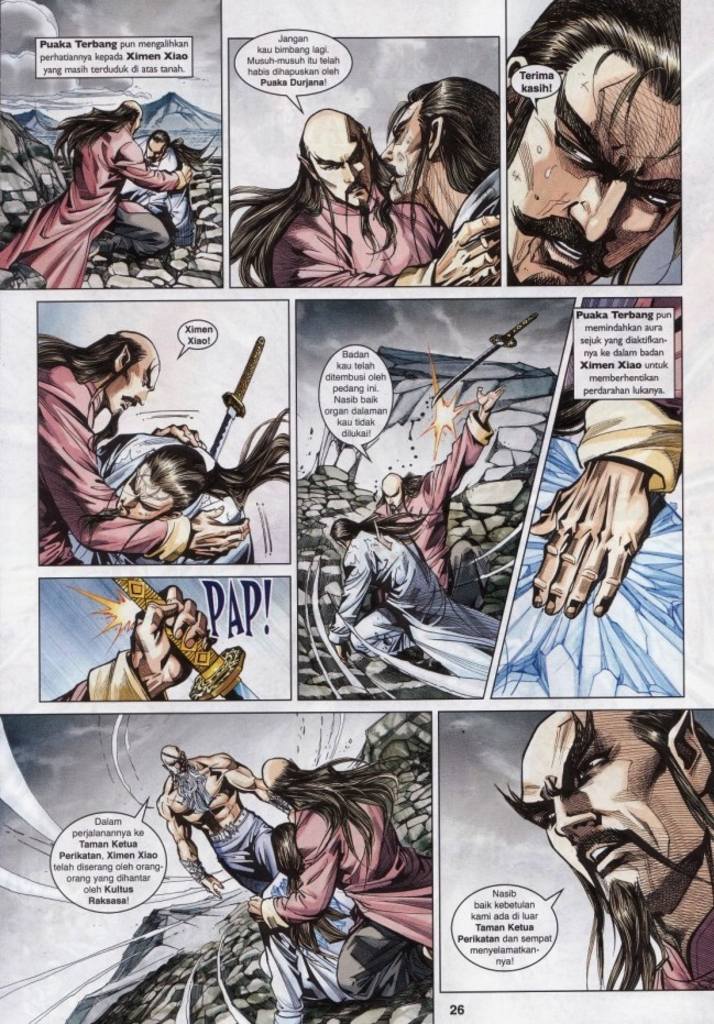 Puaka Terbang pun mengalihkan
perhatiannya kepada Ximen Xiao
yang masih terduduk di atas tanah.
Jangan
kau bimbang lagi.
Musuh-musuh itu telah
habis dihapuskan oleh
Puaka Durjana!
Terima
kasih!
Ximen
Xiao!
Badan
kau telah
ditembusi oleh
pedang ini.
Nasib baik
organ dalaman
kau tidak
dilukai!
Puaka Terbang pun
memindahkan aura
sejuk yang diaktifkan-
nya ke dalam badan
Ximen Xiao untuk
memberhentikan
perdarahan lukanya.
PAP!
Dalam
perjalanannya ke
Taman Ketua
Perikatan, Ximen Xiao
telah diserang oleh orang-
orang yang dihantar
oleh Kultus
Raksasa!
Nasib
baik kebetulan
kami ada di luar
Taman Ketua
Perikatan dan sempat
menyelamatkan-
nya!
26